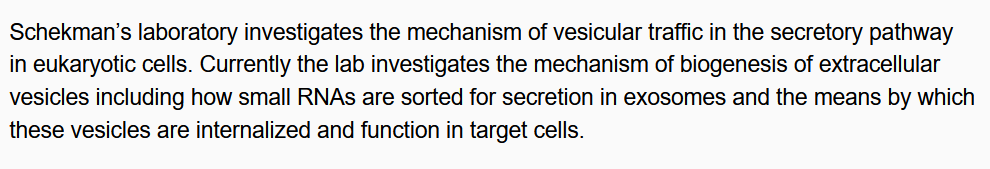 Schekman’s laboratory investigates the mechanism of vesicular traffic in the secretory pathway
in eukaryotic cells. Currently the lab investigates the mechanism of biogenesis of extracellular
vesicles including how small RNAs are sorted for secretion in exosomes and the means by which
these vesicles are internalized and function in target cells.